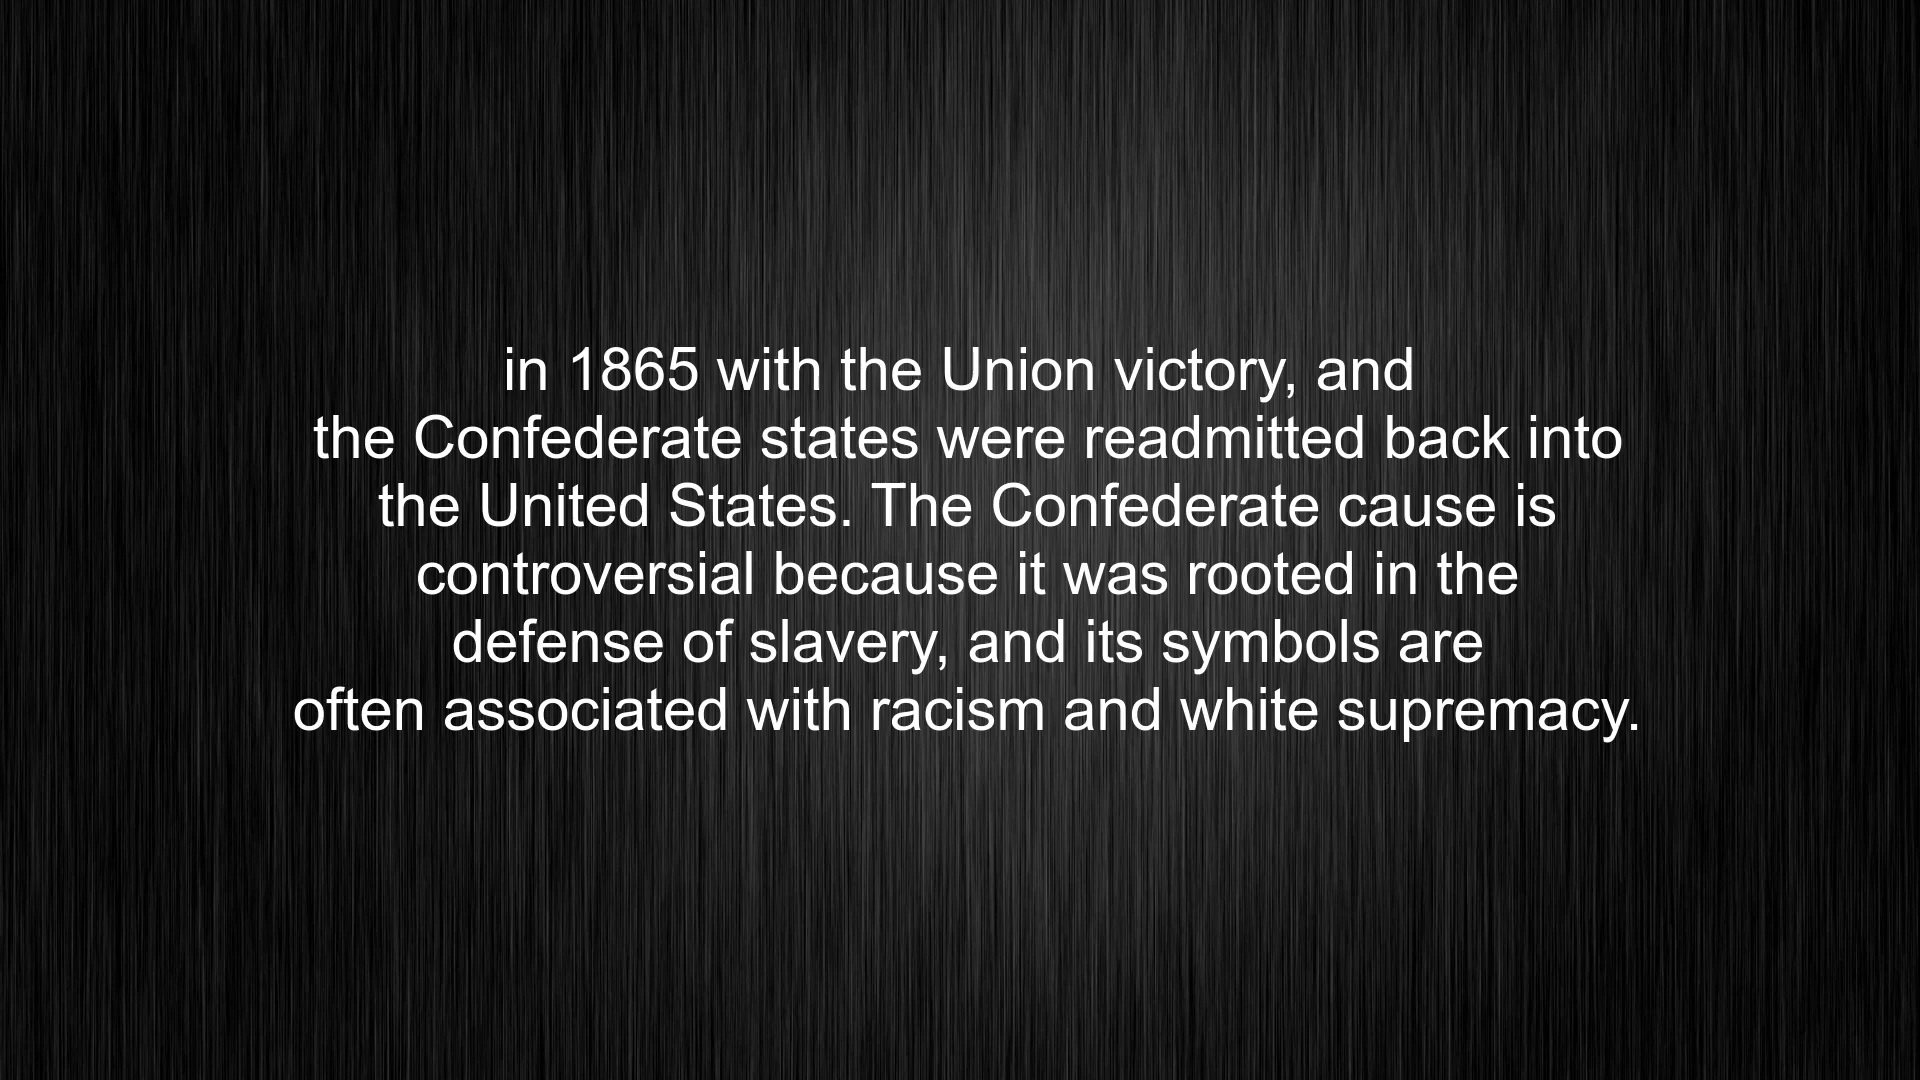 in 1865 with the Union victory, and
the Confederate states were readmitted back into
the United States. The Confederate cause is
controversial because it was rooted in the
defense of slavery, and its symbols are
often associated with racism and white supremacy.